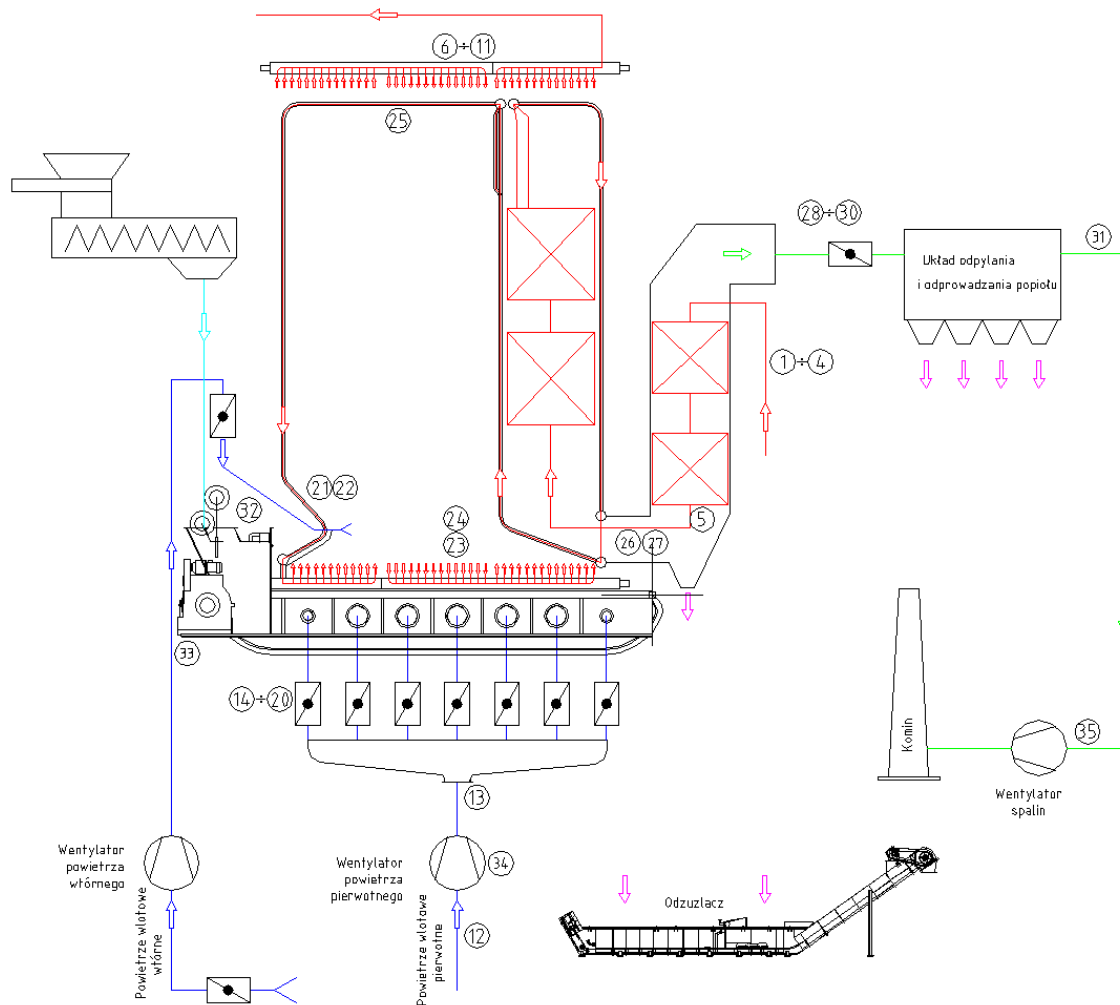 6÷11
25
28÷30
31
Układ odpylania
i odprowadzania popiołu
1÷4
21 22
32
24
23
5
26 27
33
14÷20
Komin
35
Wentylator
spalin
13
Wentylator
powietrza
wtórnego
Wentylator
powietrza
pierwotnego
34
Powietrze wlotowe
wtórne
Powietrze wlotowe
pierwotne
12
Odzuzlacz